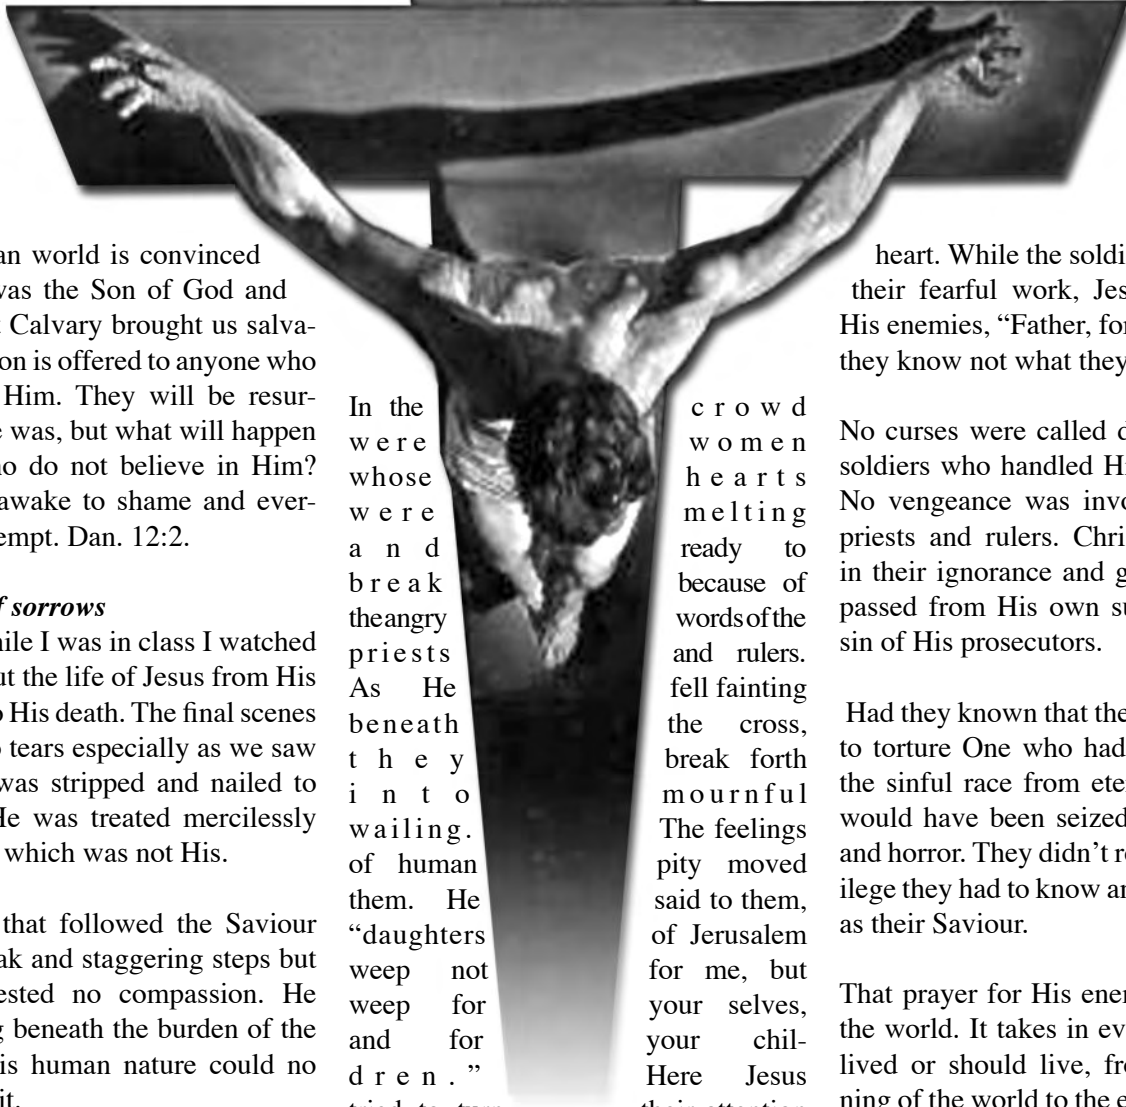 an world is convinced
was the Son of God and
t Calvary brought us salva-
on is offered to anyone who
Him. They will be resur-
e was, but what will happen
no do not believe in Him?
awake to shame and ever-
empt. Dan. 12:2.
f sorrows
hile I was in class I watched
ut the life of Jesus from His
o His death. The final scenes
o tears especially as we saw
was stripped and nailed to
He was treated mercilessly
which was not His.
that followed the Saviour
ak and staggering steps but
ested no compassion. He
g beneath the burden of the
is human nature could no
it.
In the crowd
were women
whose hearts
were melting
and ready to
break because of
the angry words of the
priests and rulers.
As He fell fainting
beneath the cross,
they break forth
into mournful
wailing. The feelings
of human pity moved
them. He said to them,
“daughters of Jerusalem
weep not for me, but
weep for your selves,
and for your chil-
dren.” Here Jesus
tried to turn their attention
heart. While the soldi
their fearful work, Jes
His enemies, “Father, for
they know not what they
No curses were called d
soldiers who handled Hi
No vengeance was invo
priests and rulers. Chri
in their ignorance and g
passed from His own su
sin of His prosecutors.
Had they known that the
to torture One who had
the sinful race from eter
would have been seized
and horror. They didn’t re
ilege they had to know an
as their Saviour.
That prayer for His ener
the world. It takes in ev
lived or should live, fro
ning of the world to the e